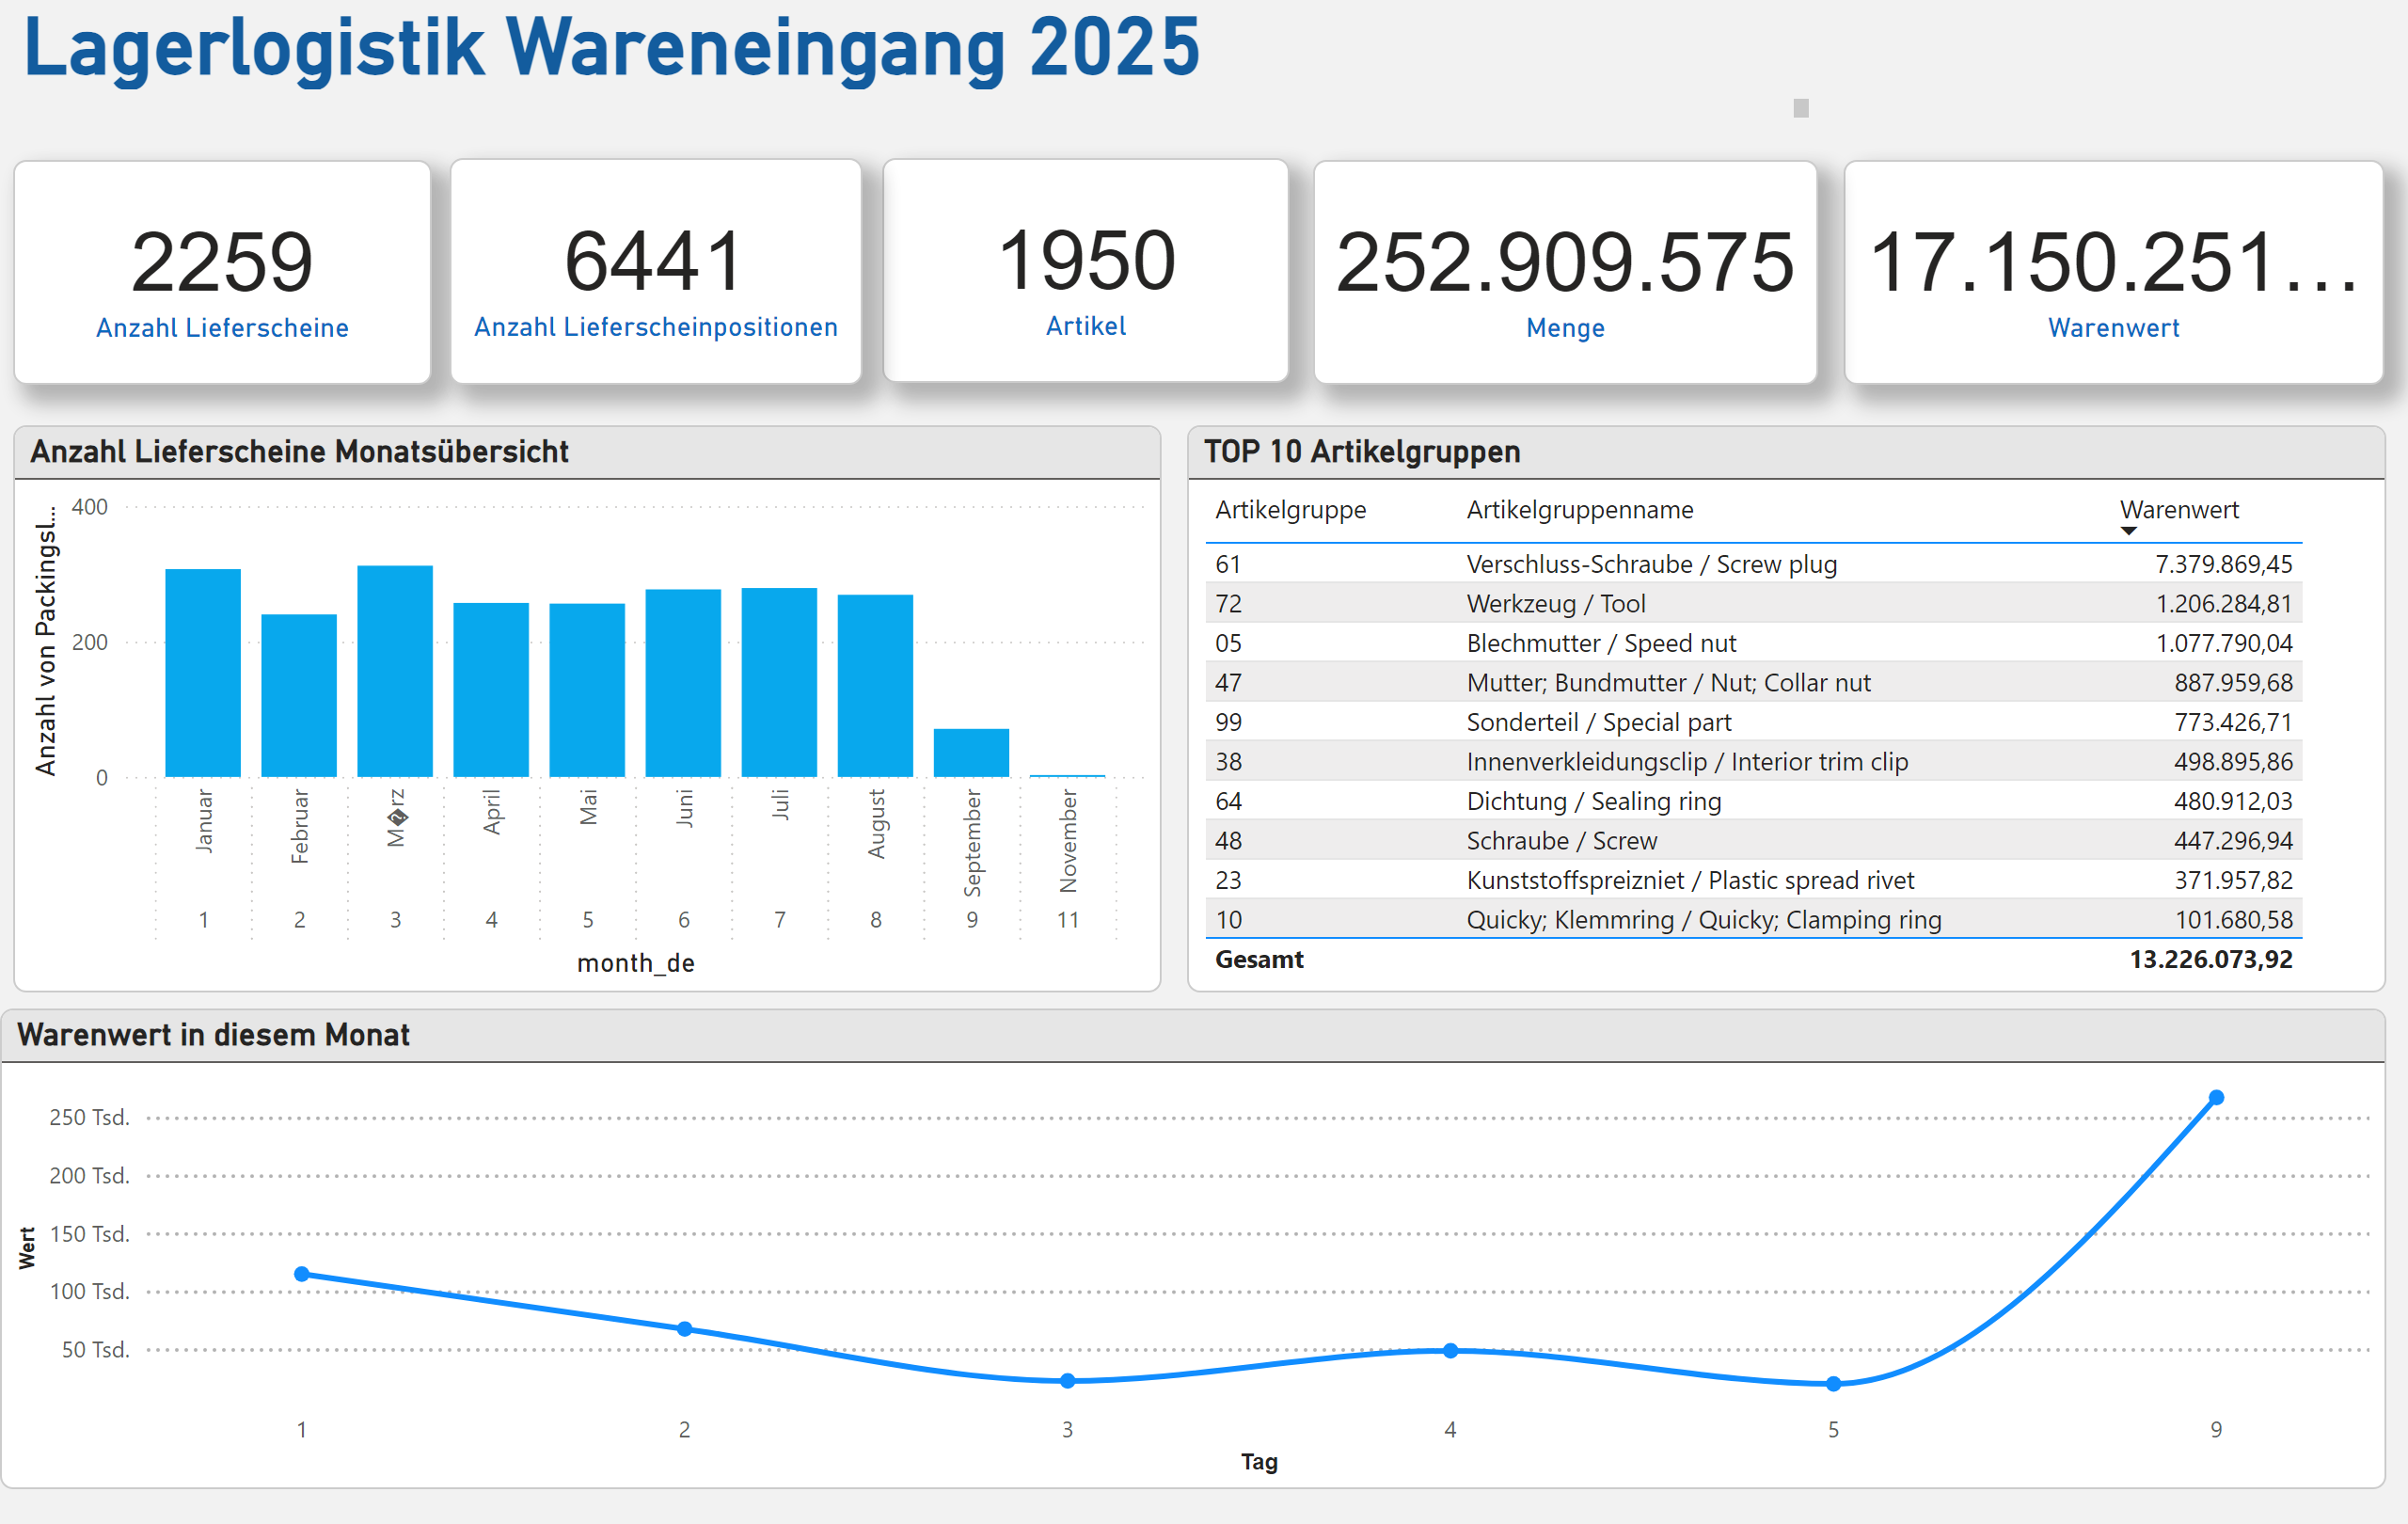 Lagerlogistik Wareneingang 2025
2259
Anzahl Lieferscheine
6441
Anzahl Lieferscheinpositionen
1950
Artikel
252.909.575
Menge
17.150.251...
Warenwert
Anzahl Lieferscheine Monatsübersicht
Anzahl von Packingsl...
400
200
0
Januar
Februar
M�rz
April
Mai
Juni
Juli
August
September
November
1 2 3 4 5 6 7 8 9 11
month_de
TOP 10 Artikelgruppen
Artikelgruppe Artikelgruppenname Warenwert
61 Verschluss-Schraube / Screw plug 7.379.869,45
72 Werkzeug / Tool 1.206.284,81
05 Blechmutter / Speed nut 1.077.790,04
47 Mutter; Bundmutter / Nut; Collar nut 887.959,68
99 Sonderteil / Special part 773.426,71
38 Innenverkleidungsclip / Interior trim clip 498.895,86
64 Dichtung / Sealing ring 480.912,03
48 Schraube / Screw 447.296,94
23 Kunststoffspreizniet / Plastic spread rivet 371.957,82
10 Quicky; Klemmring / Quicky; Clamping ring 101.680,58
Gesamt 13.226.073,92
Warenwert in diesem Monat
Wert
250 Tsd.
200 Tsd.
150 Tsd.
100 Tsd.
50 Tsd.
1 2 3 4 5 9
Tag